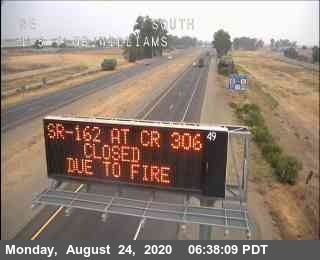 SOUTH
WILLIAMS
SR-162 AT CR 306
CLOSED
DUE TO FIRE
49
Monday, August 24, 2020 06:38:09 PDT